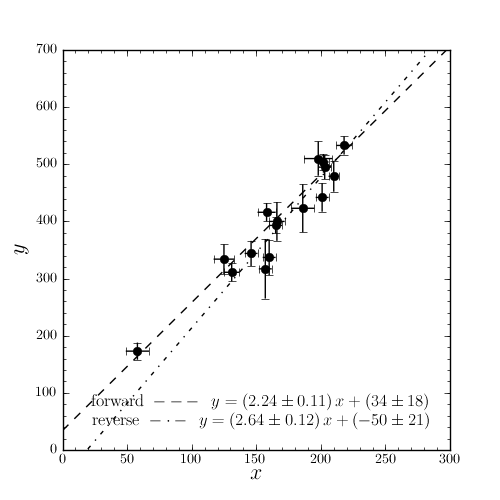 700
600
500
400
300
200
100
0
y
forward − − − y = (2.24 ± 0.11) x + (34 ± 18)
reverse − · − y = (2.64 ± 0.12) x + (−50 ± 21)
0 50 100 150 200 250 300
x